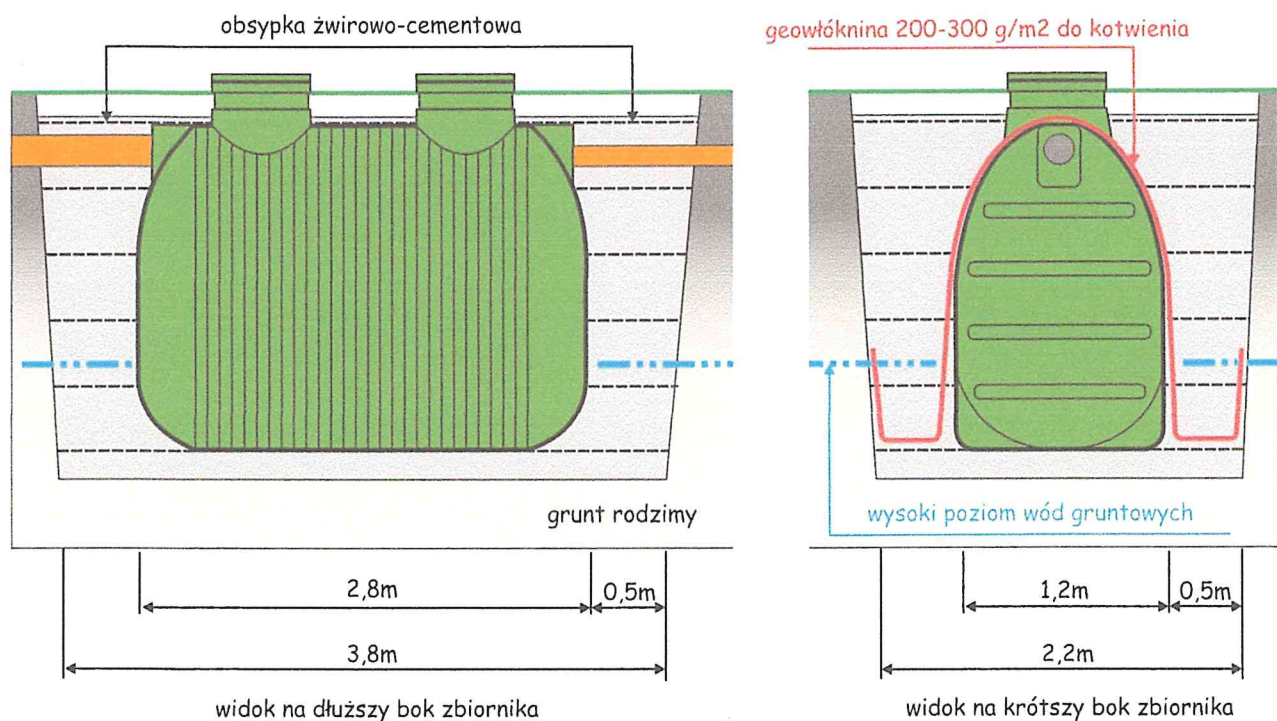 obsypka żwirowo-cementowa
geowłóknina 200-300 g/m2 do kotwienia
grunt rodzimy
wysoki poziom wód gruntowych
2,8m
0,5m
3,8m
1,2m
0,5m
2,2m
widok na dłuższy bok zbiornika
widok na krótszy bok zbiornika